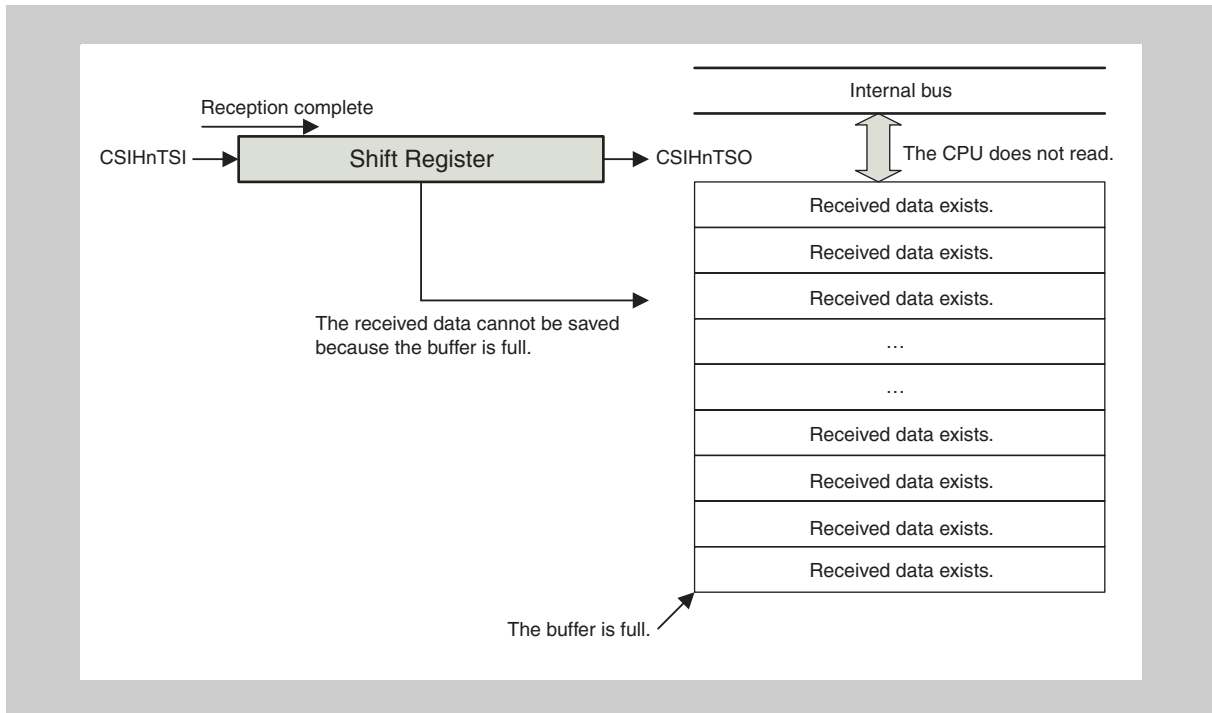 Internal bus
Reception complete
CSIHnTSI
Shift Register
CSIHnTSO
The CPU does not read.
Received data exists.
Received data exists.
Received data exists.
The received data cannot be saved
because the buffer is full.
…
…
Received data exists.
Received data exists.
Received data exists.
Received data exists.
The buffer is full.